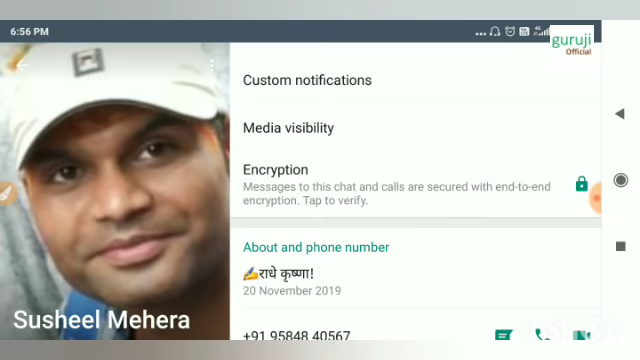 6:56 PM
guruji
Official
Custom notifications
Media visibility
Encryption
Messages to this chat and calls are secured with end-to-end
encryption. Tap to verify.
About and phone number
✍️राधे कृष्णा!
20 November 2019
Susheel Mehera
+91 95848 40567